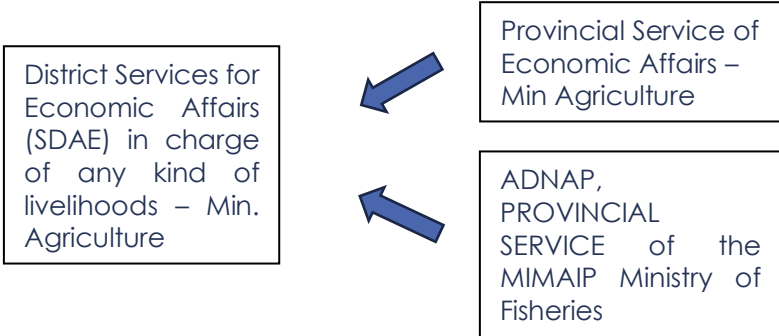 District Services for
Economic Affairs
(SDAE) in charge
of any kind of
livelihoods – Min.
Agriculture
Provincial Service of
Economic Affairs –
Min Agriculture
ADNAP,
PROVINCIAL
SERVICE of the
MIMAIP Ministry of
Fisheries